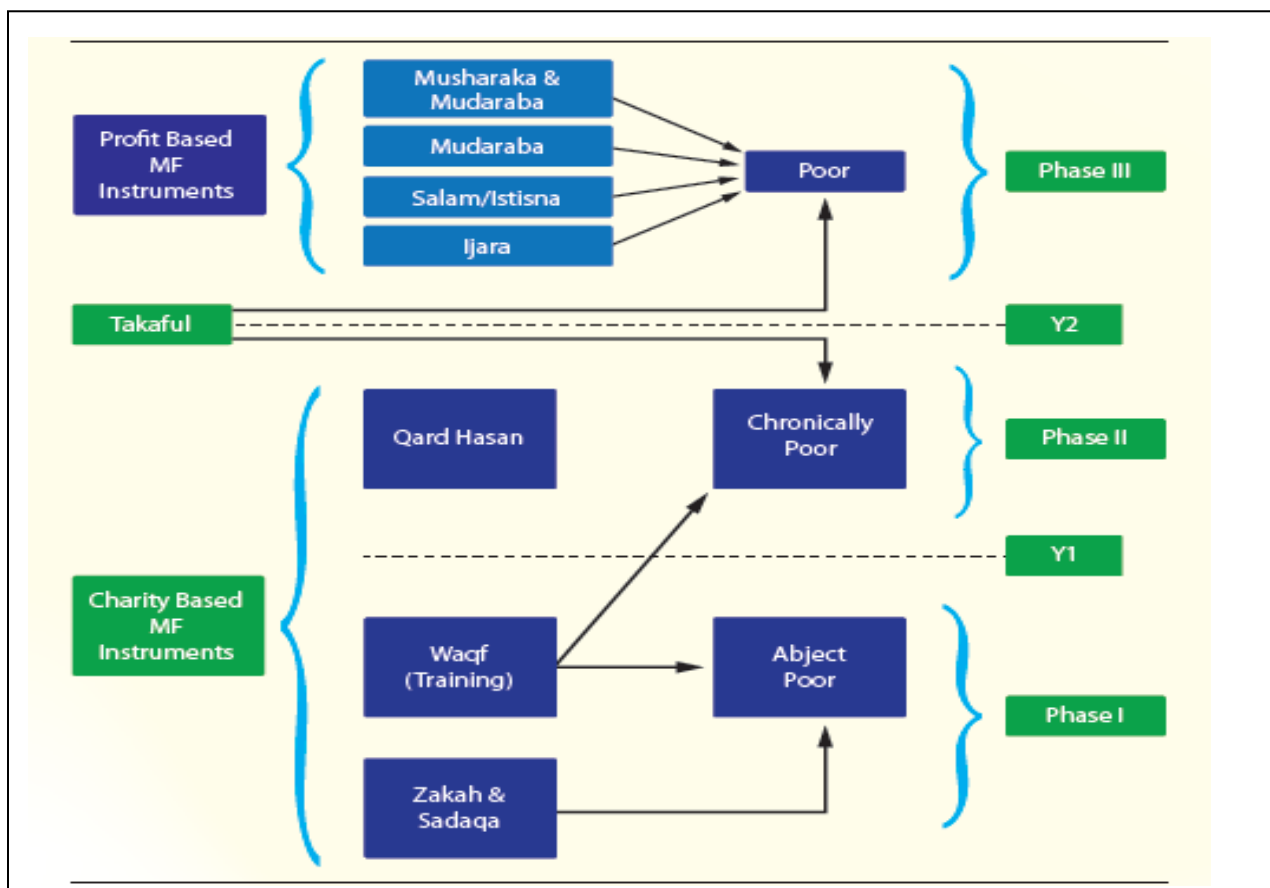 Musharaka &
Mudaraba
Profit Based
MF
Instruments
Mudaraba
Poor
Phase III
Salam/Istisna
Ijara
Takaful
Y2
Qard Hasan
Chronically
Poor
Phase II
Y1
Charity Based
MF
Instruments
Waqf
(Training)
Abject
Poor
Phase I
Zakah &
Sadaqa